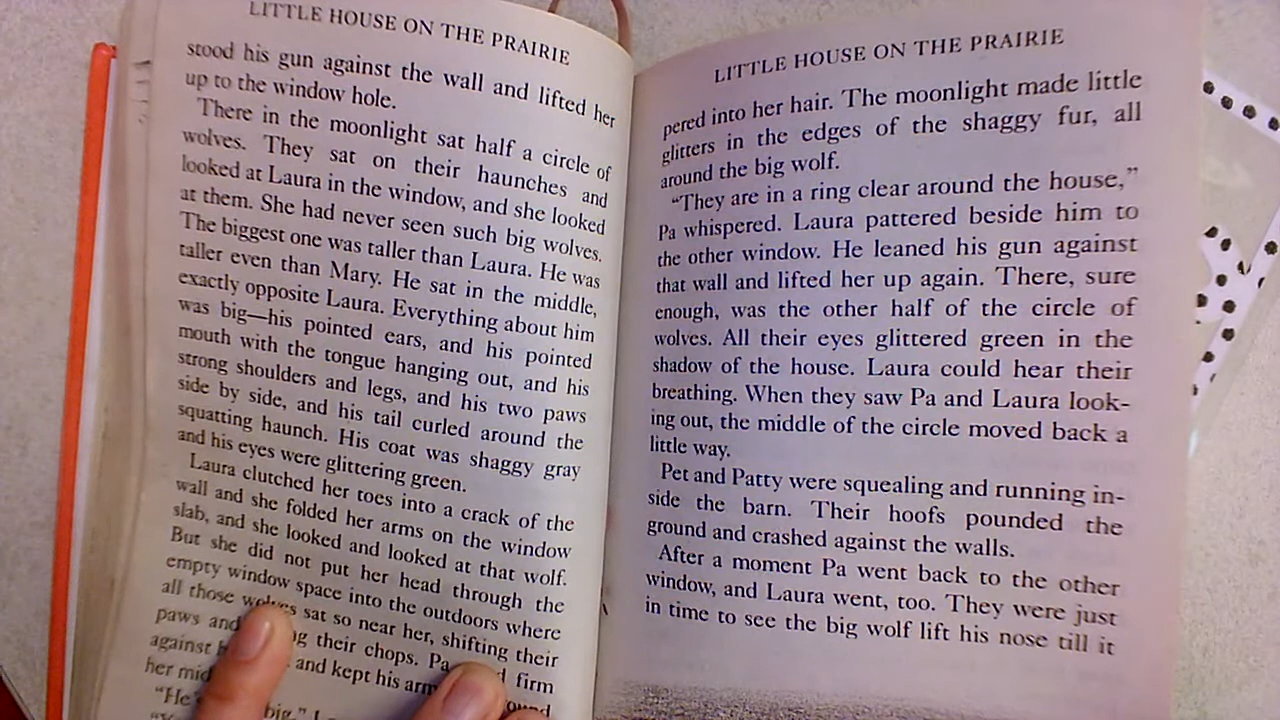 LITTLE HOUSE ON THE PRAIRIE
stood his gun against the wall and lifted her
up to the window hole.
There in the moonlight sat half a circle of
wolves. They sat on their haunches and
looked at Laura in the window, and she looked
at them. She had never seen such big wolves.
The biggest one was taller than Laura. He was
taller even than Mary. He sat in the middle,
exactly opposite Laura. Everything about him
was big—his pointed ears, and his pointed
mouth with the tongue hanging out, and his
strong shoulders and legs, and his two paws
side by side, and his tail curled around the
squatting haunch. His coat was shaggy gray
and his eyes were glittering green.
Laura clutched her toes into a crack of the
wall and she folded her arms on the window
slab, and she looked and looked at that wolf.
But she did not put her head through the
empty window space into the outdoors where
all those wolves sat so near her, shifting their
paws and their chops. Pa firm
against and kept his arm
her mid
"He's big,"
LITTLE HOUSE ON THE PRAIRIE
pered into her hair. The moonlight made little
glitters in the edges of the shaggy fur, all
around the big wolf.
"They are in a ring clear around the house,"
Pa whispered. Laura pattered beside him to
the other window. He leaned his gun against
that wall and lifted her up again. There, sure
enough, was the other half of the circle of
wolves. All their eyes glittered green in the
shadow of the house. Laura could hear their
breathing. When they saw Pa and Laura look-
ing out, the middle of the circle moved back a
little way.
Pet and Patty were squealing and running in-
side the barn. Their hoofs pounded the
ground and crashed against the walls.
After a moment Pa went back to the other
window, and Laura went, too. They were just
in time to see the big wolf lift his nose till it